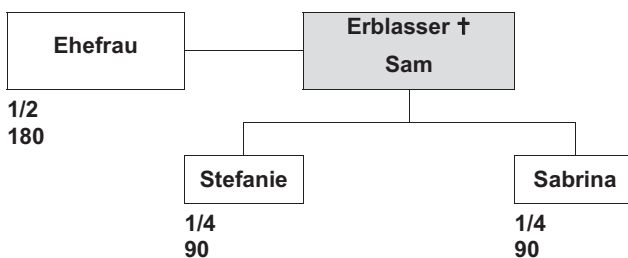 Ehefrau
Erblasser †
Sam
1/2
180
Stefanie
Sabrina
1/4
90
1/4
90